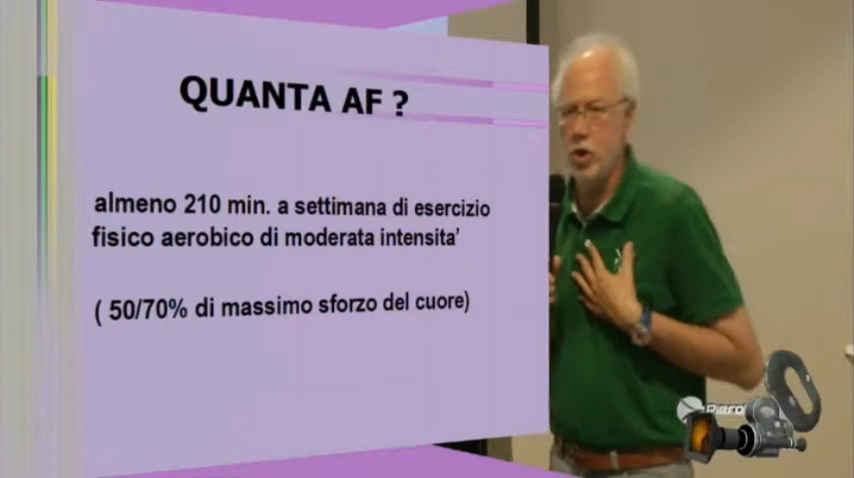 QUANTA AF ?
almeno 210 min. a settimana di esercizio
fisico aerobico di moderata intensita'
( 50/70% di massimo sforzo del cuore)
Piero